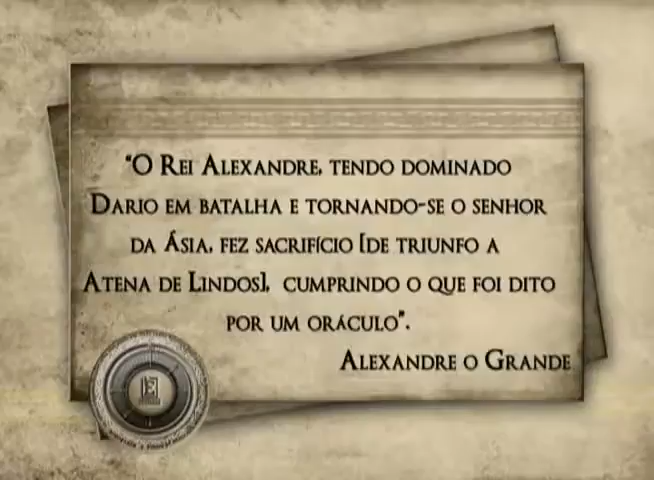 "O Rei Alexandre, tendo dominado
Dario em batalha e tornando-se o senhor
da Ásia, fez sacrifício [de triunfo a
Atena de Lindos], cumprindo o que foi dito
por um oráculo".
Alexandre o Grande